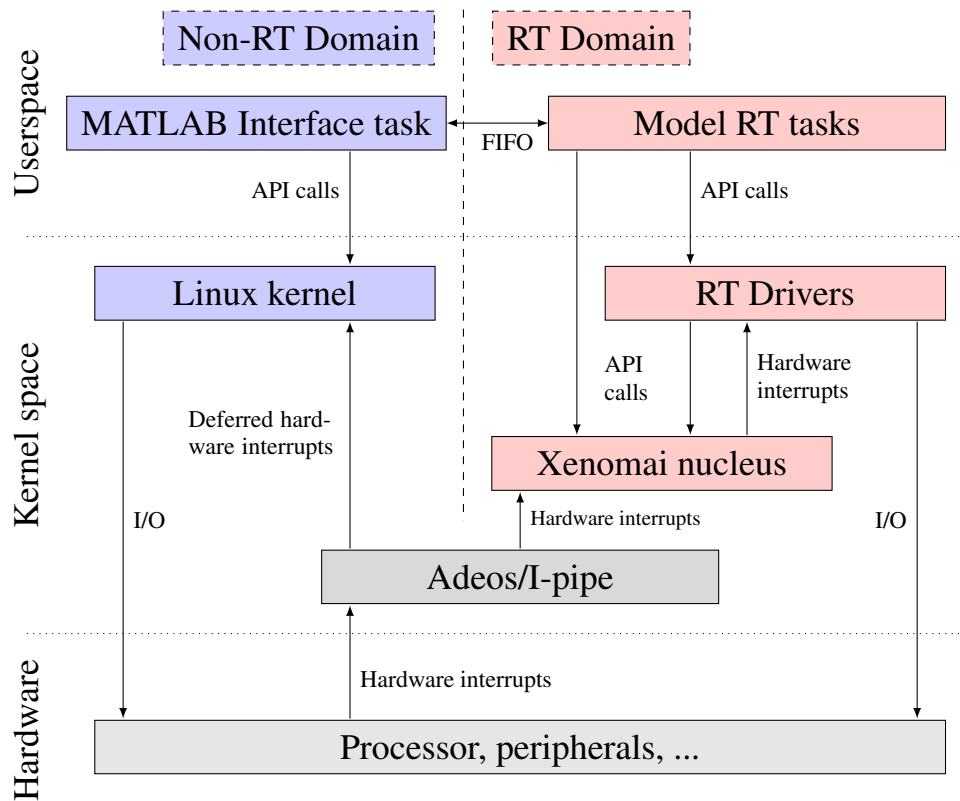 Non-RT Domain
RT Domain
Userspace
MATLAB Interface task
FIFO
Model RT tasks
API calls
API calls
Kernel space
Linux kernel
RT Drivers
API
calls
Hardware
interrupts
Deferred hard-
ware interrupts
Xenomai nucleus
I/O
Hardware interrupts
I/O
Adeos/I-pipe
Hardware
Hardware interrupts
Processor, peripherals, ...